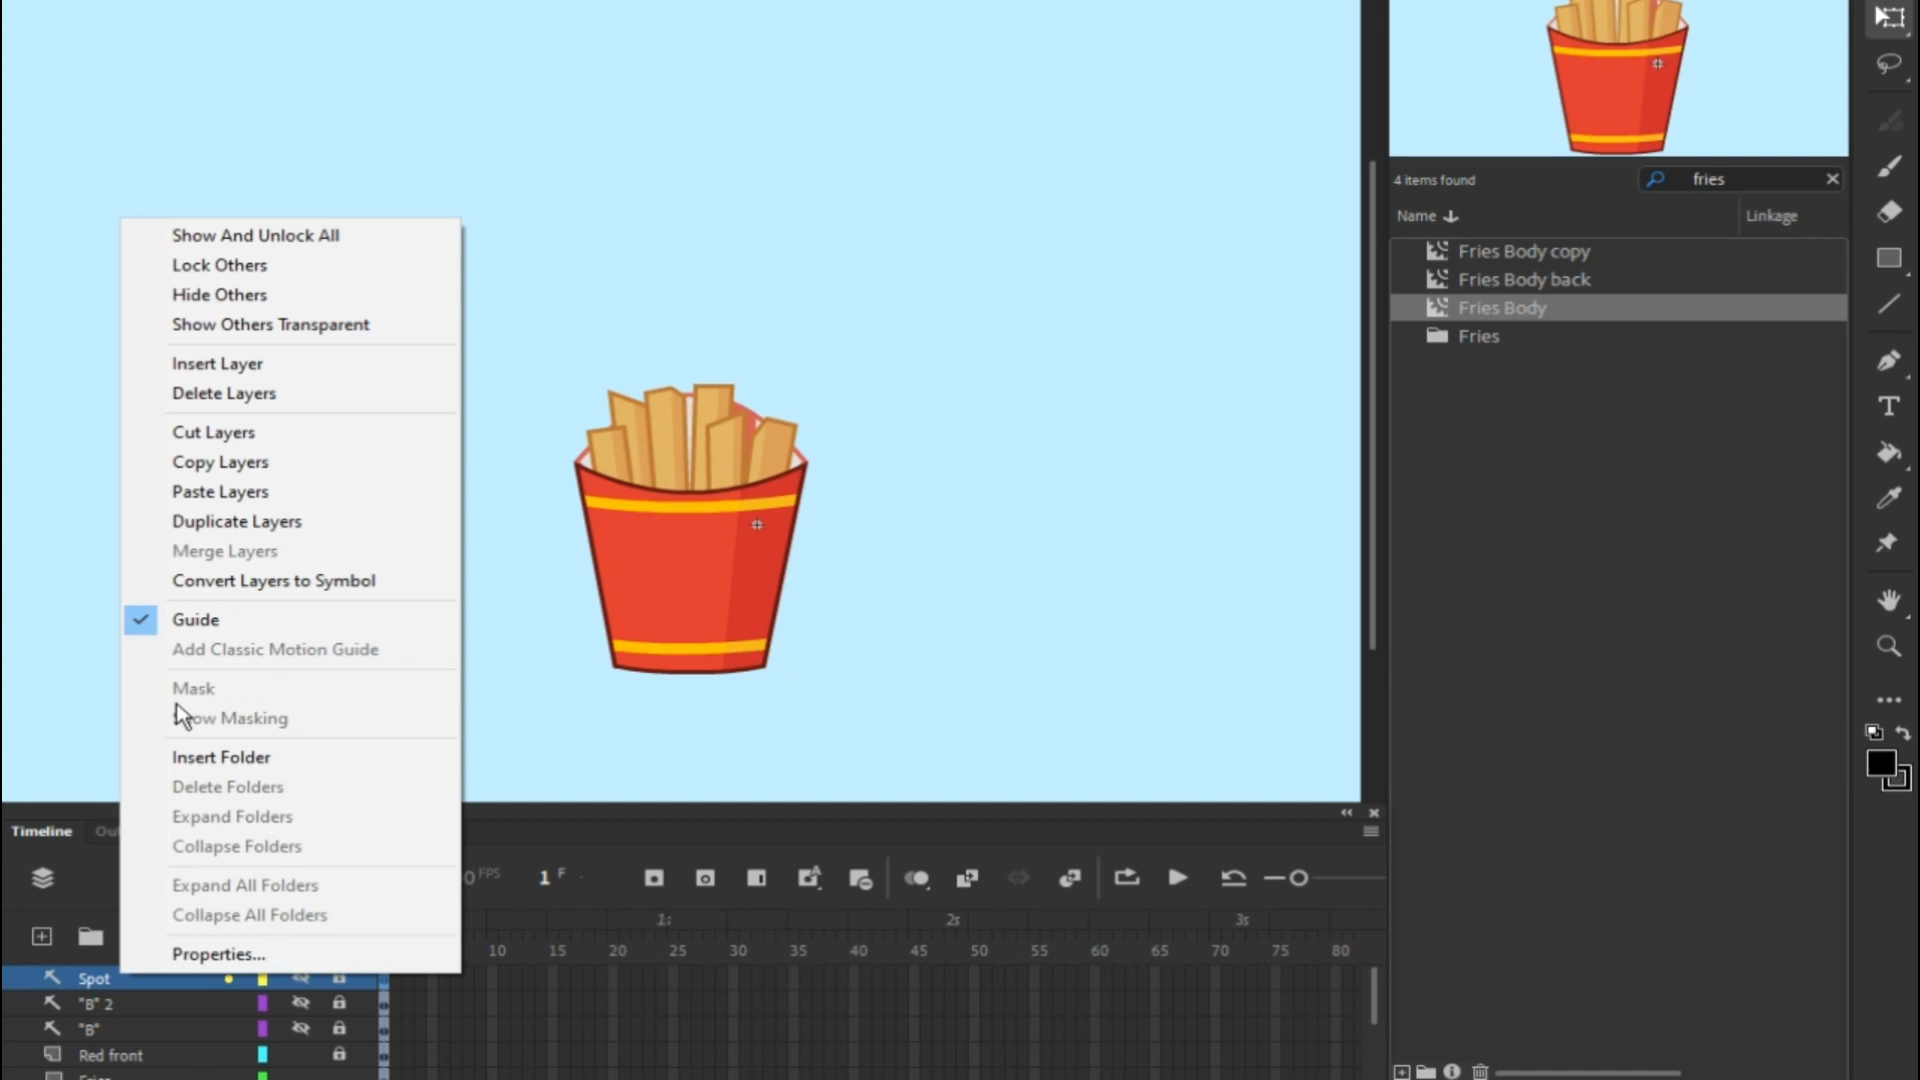 4 items found
fries
Name
Linkage
Fries Body copy
Fries Body back
Fries Body
Fries
Show And Unlock All
Lock Others
Hide Others
Show Others Transparent
Insert Layer
Delete Layers
Cut Layers
Copy Layers
Paste Layers
Duplicate Layers
Merge Layers
Convert Layers to Symbol
Guide
Add Classic Motion Guide
Mask
Show Masking
Insert Folder
Delete Folders
Expand Folders
Collapse Folders
Expand All Folders
Collapse All Folders
Properties...
Timeline
FPS 1 F
1s 2s 3s
10 15 20 25 30 35 40 45 50 55 60 65 70 75 80
Spot
"B" 2
"B"
Red front